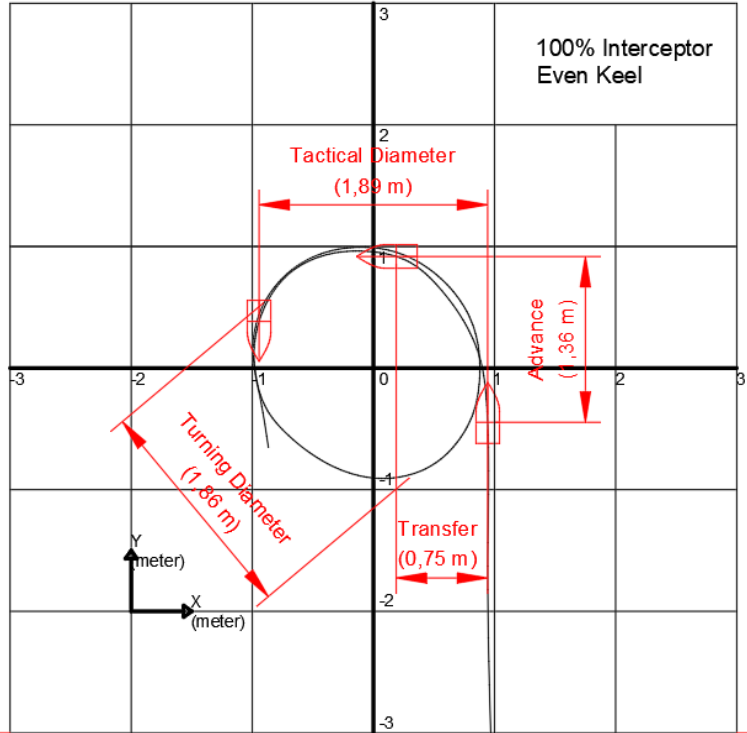 3
100% Interceptor
Even Keel
2
Tactical Diameter
(1,89 m)
1
Advance
(1,36 m)
-3
-2
-1
0
1
2
3
Turning Diameter
(1,86 m)
-1
Transfer
(0,75 m)
Y
(meter)
X
(meter)
-2
-3